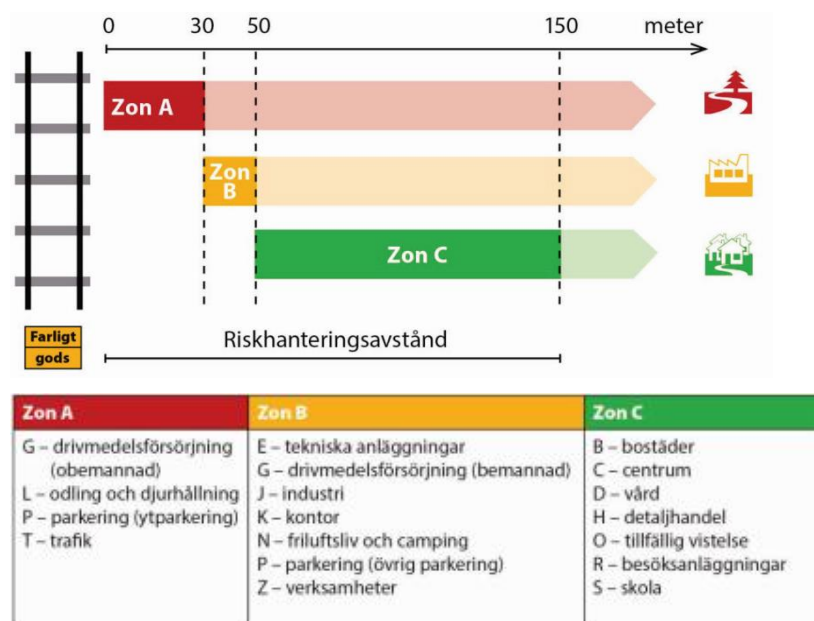 0 30 50 150 meter
Zon A
Zon
B
Zon C
Farligt
gods
Riskhanteringsavstånd
Zon A
G – drivmedelsförsörjning
(obemannad)
L – odling och djurhållning
P – parkering (ytparkering)
T – trafik
Zon B
E – tekniska anläggningar
G – drivmedelsförsörjning (bemannad)
J – industri
K – kontor
N – friluftsliv och camping
P – parkering (övrig parkering)
Z – verksamheter
Zon C
B – bostäder
C – centrum
D – vård
H – detaljhandel
O – tillfällig vistelse
R – besöksanläggningar
S – skola